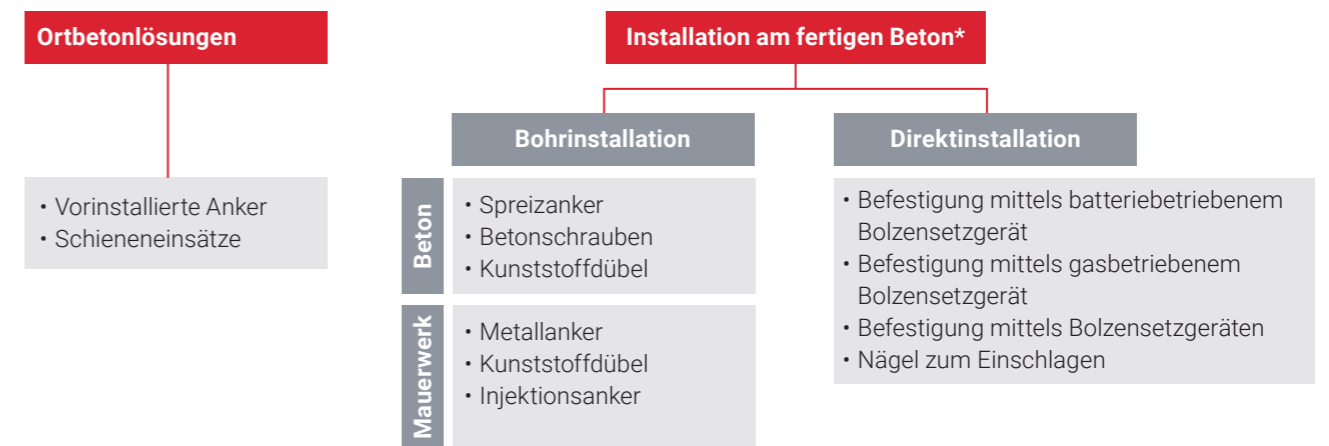 Ortbetonlösungen
• Vorinstallierte Anker
• Schieneneinsätze
Installation am fertigen Beton*
Bohrinstallation
Beton
• Spreizanker
• Betonschrauben
• Kunststoffdübel
Mauerwerk
• Metallanker
• Kunststoffdübel
• Injektionsanker
Direktinstallation
• Befestigung mittels batteriebetriebenem
Bolzensetzgerät
• Befestigung mittels gasbetriebenem
Bolzensetzgerät
• Befestigung mittels Bolzensetzgeräten
• Nägel zum Einschlagen